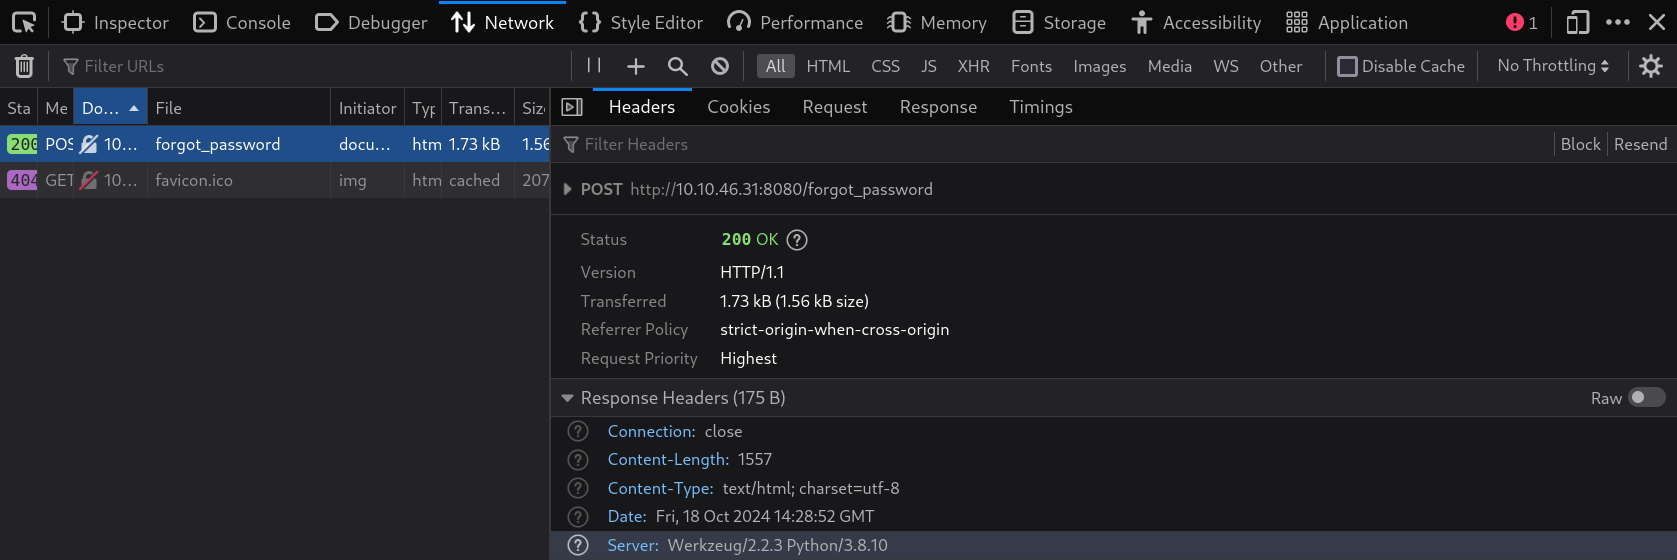 Inspector Console Debugger Network Style Editor Performance Memory Storage Accessibility Application 1
Filter URLs All HTML CSS JS XHR Fonts Images Media WS Other Disable Cache No Throttling
Sta Me Do... File Initiator Typ Trans... Size
200 POS 10... forgot_password docu... htm 1.73 kB 1.56
404 GET 10... favicon.ico img htm cached 207
Headers Cookies Request Response Timings
Filter Headers Block Resend
POST http://10.10.46.31:8080/forgot_password
Status 200 OK
Version HTTP/1.1
Transferred 1.73 kB (1.56 kB size)
Referrer Policy strict-origin-when-cross-origin
Request Priority Highest
Response Headers (175 B) Raw
Connection: close
Content-Length: 1557
Content-Type: text/html; charset=utf-8
Date: Fri, 18 Oct 2024 14:28:52 GMT
Server: Werkzeug/2.2.3 Python/3.8.10